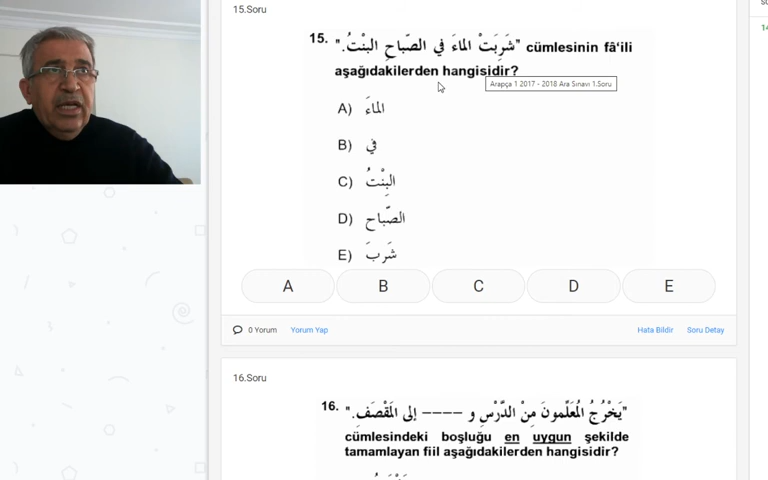 15.Soru
15. "شَرِبَتْ الماءَ في الصّباحِ البنْتُ." cümlesinin fâ'ili
aşağıdakilerden hangisidir?
Arapça 1 2017 - 2018 Ara Sınavı 1.Soru
A) الماءَ
B) في
C) البِنْتُ
D) الصّباح
E) شَربَ
A B C D E
0 Yorum Yorum Yap Hata Bildir Soru Detay
16.Soru
16. "يَخْرُجُ المُعَلِّمونَ مِنْ الدَّرْسِ و ---- إلى المَقْصَفِ."
cümlesindeki boşluğu en uygun şekilde
tamamlayan fiil aşağıdakilerden hangisidir?